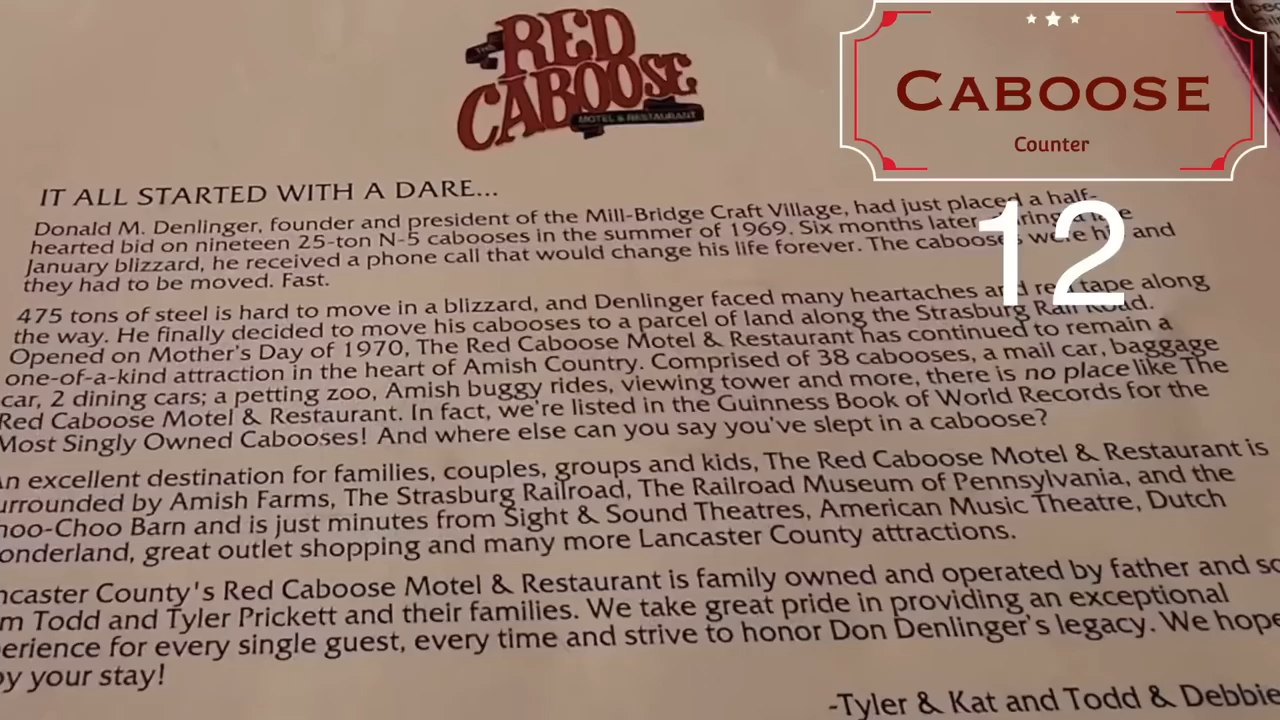 THE
RED
CABOOSE
MOTEL & RESTAURANT
CABOOSE
Counter
12
IT ALL STARTED WITH A DARE...
Donald M. Denlinger, founder and president of the Mill-Bridge Craft Village, had just placed a half-
hearted bid on nineteen 25-ton N-5 cabooses in the summer of 1969. Six months later, during a
January blizzard, he received a phone call that would change his life forever. The cabooses were his and
they had to be moved. Fast.
475 tons of steel is hard to move in a blizzard, and Denlinger faced many heartaches and red tape along
the way. He finally decided to move his cabooses to a parcel of land along the Strasburg Rail Road.
Opened on Mother's Day of 1970, The Red Caboose Motel & Restaurant has continued to remain a
one-of-a-kind attraction in the heart of Amish Country. Comprised of 38 cabooses, a mail car, baggage
car, 2 dining cars; a petting zoo, Amish buggy rides, viewing tower and more, there is no place like The
Red Caboose Motel & Restaurant. In fact, we're listed in the Guinness Book of World Records for the
Most Singly Owned Cabooses! And where else can you say you've slept in a caboose?
An excellent destination for families, couples, groups and kids, The Red Caboose Motel & Restaurant is
urrounded by Amish Farms, The Strasburg Railroad, The Railroad Museum of Pennsylvania, and the
hoo-Choo Barn and is just minutes from Sight & Sound Theatres, American Music Theatre, Dutch
onderland, great outlet shopping and many more Lancaster County attractions.
ncaster County's Red Caboose Motel & Restaurant is family owned and operated by father and so
m Todd and Tyler Prickett and their families. We take great pride in providing an exceptional
erience for every single guest, every time and strive to honor Don Denlinger's legacy. We hope
oy your stay!
-Tyler & Kat and Todd & Debbie